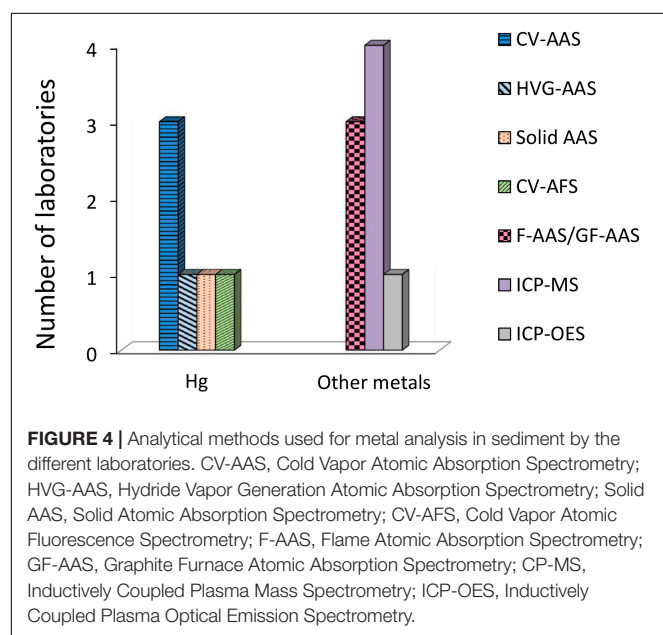 Number of laboratories
4
3
2
1
0
Hg
Other metals
CV-AAS
HVG-AAS
Solid AAS
CV-AFS
F-AAS/GF-AAS
ICP-MS
ICP-OES
FIGURE 4 | Analytical methods used for metal analysis in sediment by the
different laboratories. CV-AAS, Cold Vapor Atomic Absorption Spectrometry;
HVG-AAS, Hydride Vapor Generation Atomic Absorption Spectrometry; Solid
AAS, Solid Atomic Absorption Spectrometry; CV-AFS, Cold Vapor Atomic
Fluorescence Spectrometry; F-AAS, Flame Atomic Absorption Spectrometry;
GF-AAS, Graphite Furnace Atomic Absorption Spectrometry; CP-MS,
Inductively Coupled Plasma Mass Spectrometry; ICP-OES, Inductively
Coupled Plasma Optical Emission Spectrometry.